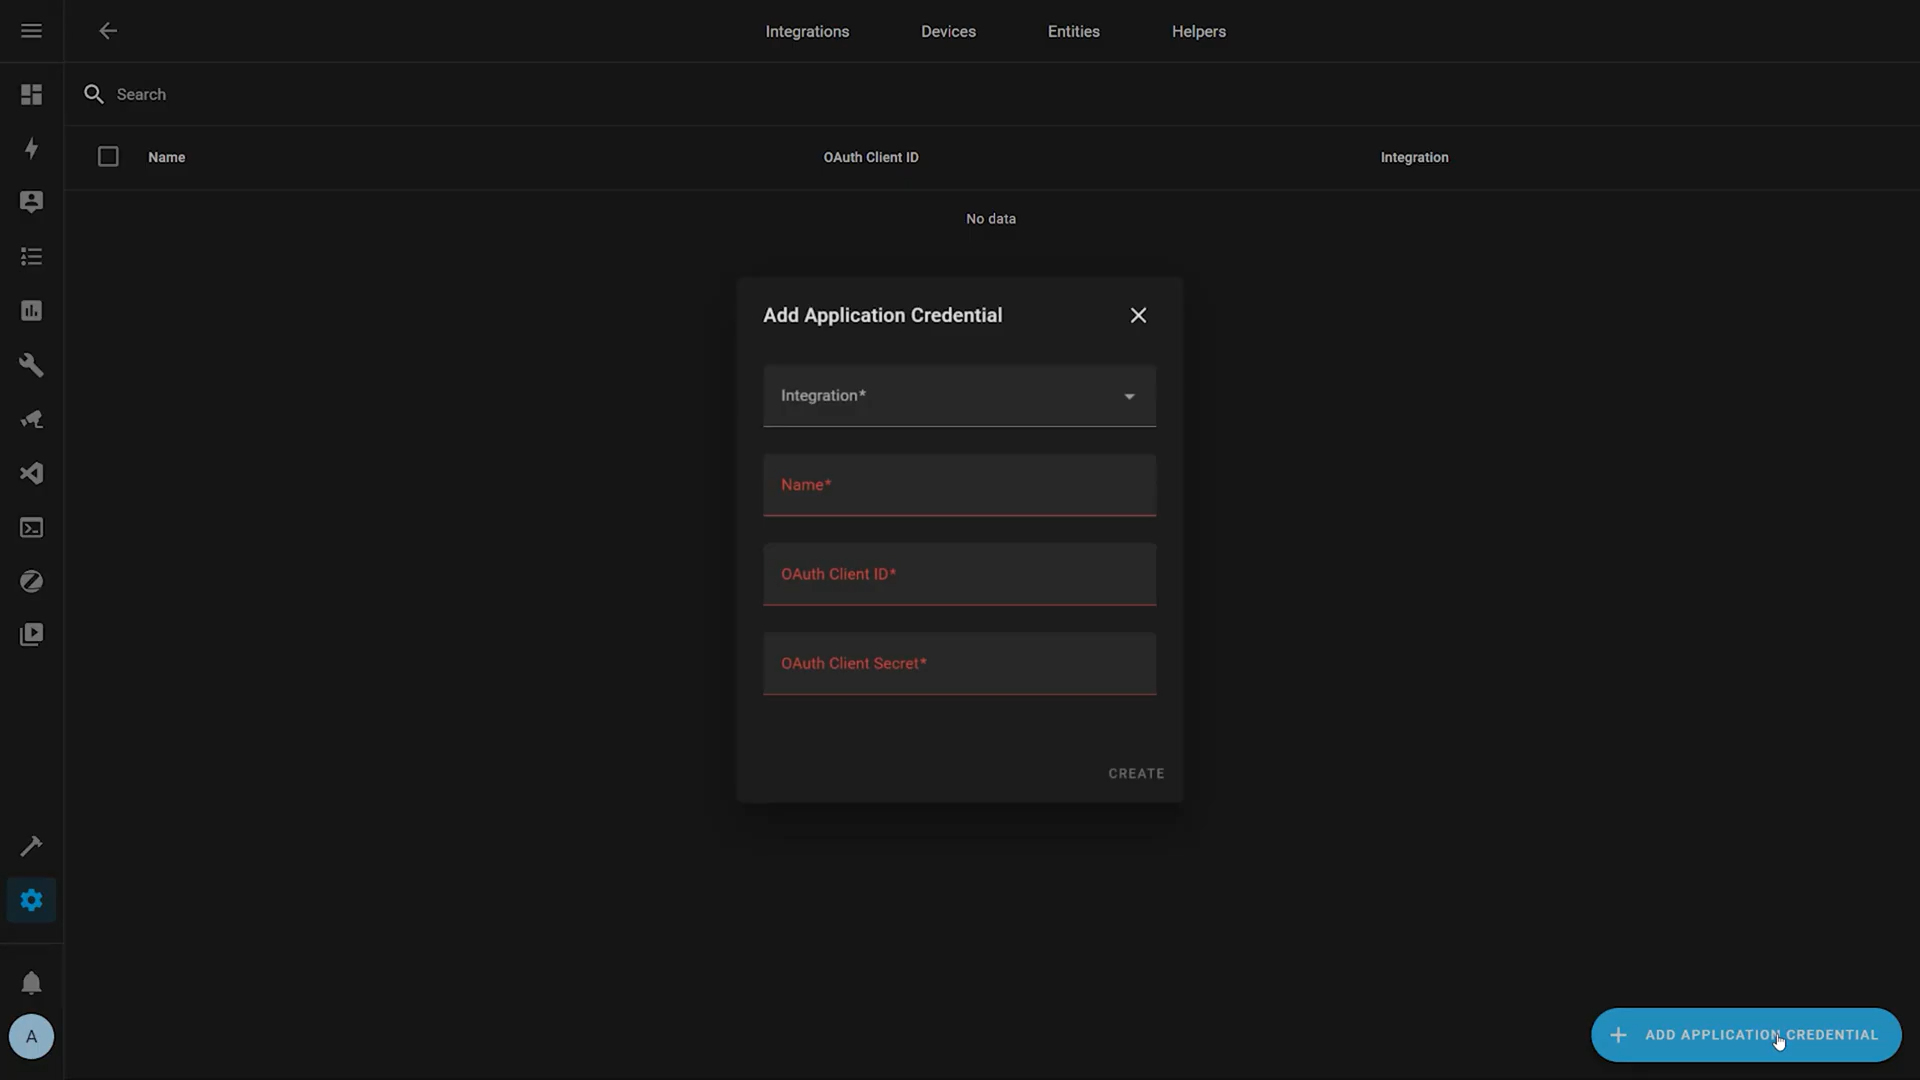 Integrations Devices Entities Helpers
Search
Name OAuth Client ID Integration
No data
Add Application Credential
Integration*
Name*
OAuth Client ID*
OAuth Client Secret*
CREATE
A
ADD APPLICATION CREDENTIAL